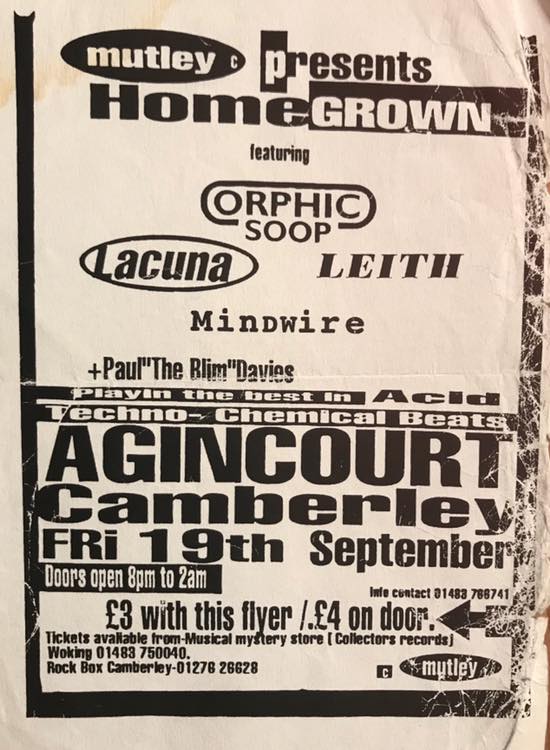 mutley c presents
HomeGROWN
featuring
ORPHIC
SOOP
Lacuna LEITH
Mindwire
+Paul"The Blim"Davies
Playin the best in Acid
Techno- Chemical Beats
AGINCOURT
Camberley
FRi 19th September
Doors open 8pm to 2am
Info contact 01483 766741
£3 with this flyer /.£4 on door.
Tickets available from-Musical mystery store [ Collectors records]
Woking 01483 750040.
Rock Box Camberley-01276 26628
c mutley